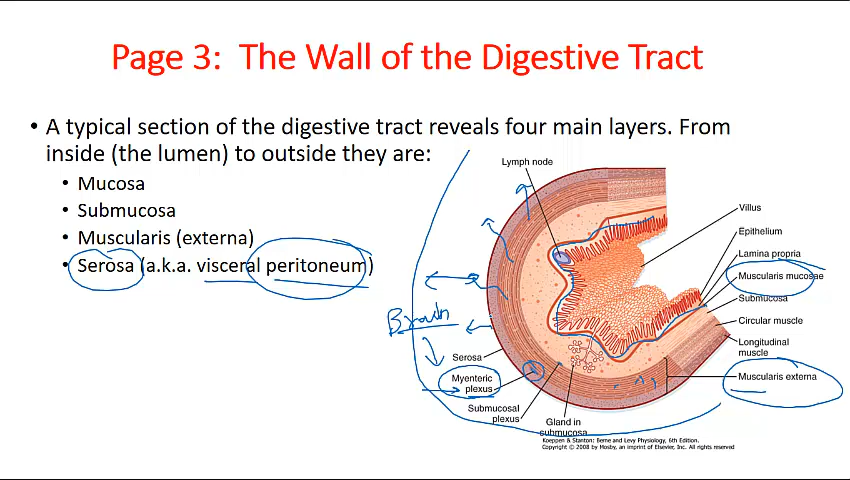 Page 3: The Wall of the Digestive Tract
• A typical section of the digestive tract reveals four main layers. From
inside (the lumen) to outside they are:
• Mucosa
• Submucosa
• Muscularis (externa)
• Serosa (a.k.a. visceral peritoneum)
Lymph node
Villus
Epithelium
Lamina propria
Muscularis mucosae
Submucosa
Circular muscle
Longitudinal
muscle
Muscularis externa
Brain
Serosa
Myenteric
plexus
Submucosal
plexus
Gland in
submucosa
Koeppen & Stanton: Berne and Levy Physiology, 6th Edition.
Copyright © 2008 by Mosby, an imprint of Elsevier, Inc. All rights reserved